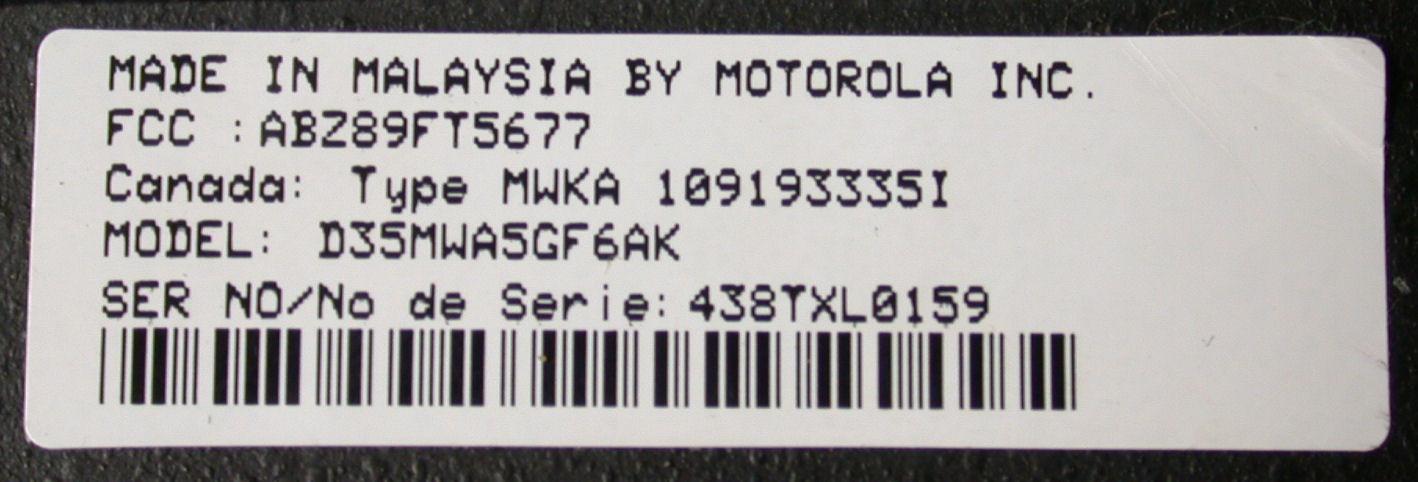 MADE IN MALAYSIA BY MOTOROLA INC.
FCC :ABZ89FT5677
Canada: Type MWKA 109193335I
MODEL: D35MWA5GF6AK
SER NO/No de Serie:438TXL0159